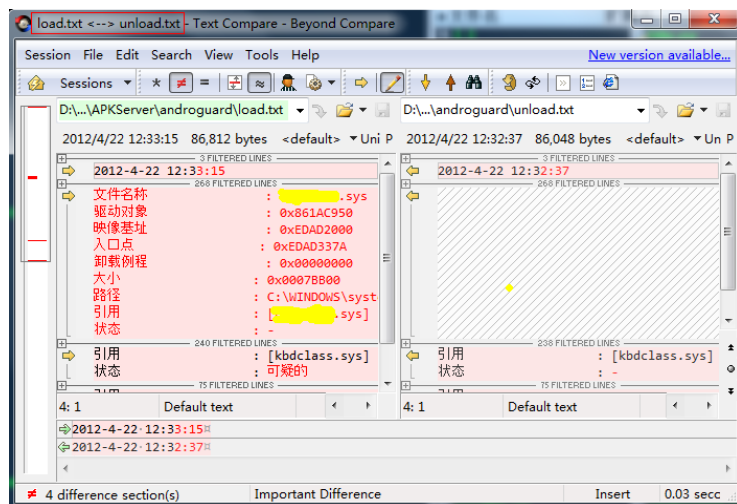 load.txt <--> unload.txt - Text Compare - Beyond Compare
Session File Edit Search View Tools Help New version available...
Sessions
D:\...\APKServer\androguard\load.txt
D:\...\androguard\unload.txt
2012/4/22 12:33:15 86,812 bytes <default> Uni P
2012/4/22 12:32:37 86,048 bytes <default> Un P
3 FILTERED LINES
2012-4-22 12:33:15
268 FILTERED LINES
文件名称 : .sys
驱动对象 : 0x861AC950
映像基址 : 0xEDAD2000
入口点 : 0xEDAD337A
卸载例程 : 0x00000000
大小 : 0x0007BB00
路径 : C:\WINDOWS\syst
引用 : [ .sys]
状态 : -
240 FILTERED LINES
引用 : [kbdclass.sys]
状态 : 可疑的
75 FILTERED LINES
3 FILTERED LINES
2012-4-22 12:32:37
268 FILTERED LINES
238 FILTERED LINES
引用 : [kbdclass.sys]
状态 : -
75 FILTERED LINES
4: 1 Default text
4: 1 Default text
2012-4-22·12:33:15¤
2012-4-22·12:32:37¤
4 difference section(s) Important Difference Insert 0.03 secc